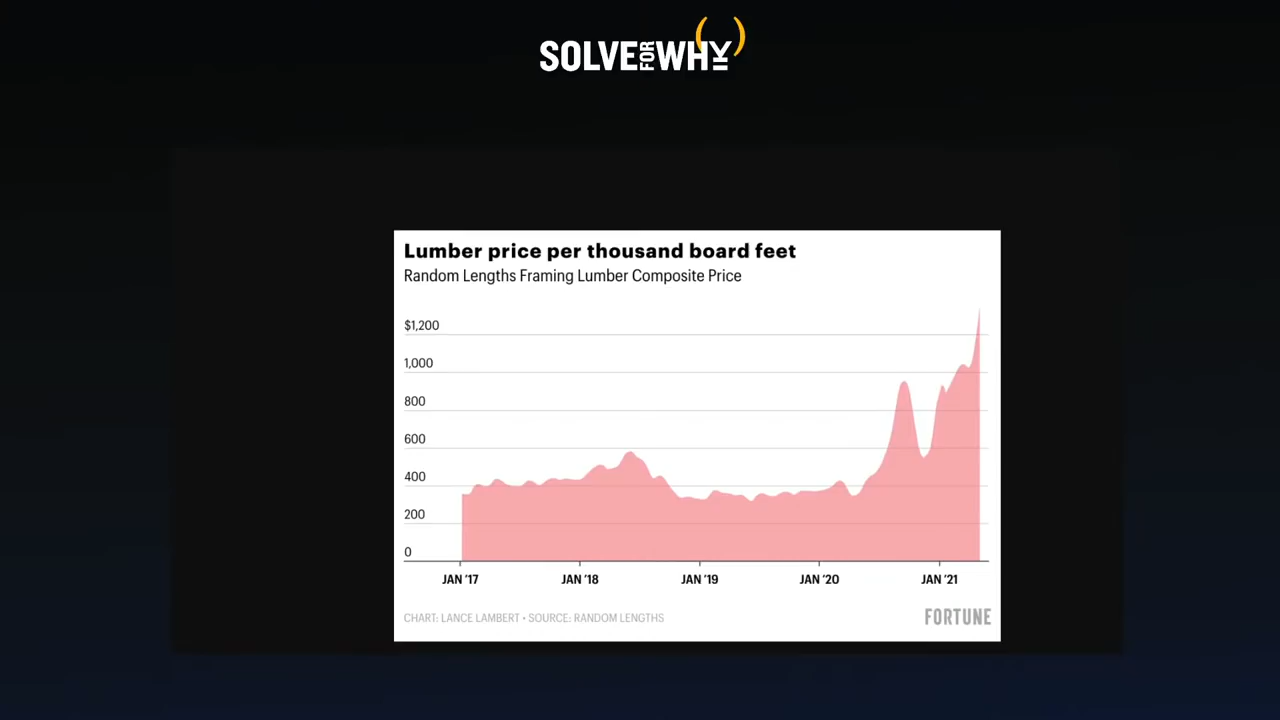 SOLVE FOR WHY
Lumber price per thousand board feet
Random Lengths Framing Lumber Composite Price
$1,200
1,000
800
600
400
200
0
JAN '17 JAN '18 JAN '19 JAN '20 JAN '21
CHART: LANCE LAMBERT • SOURCE: RANDOM LENGTHS
FORTUNE